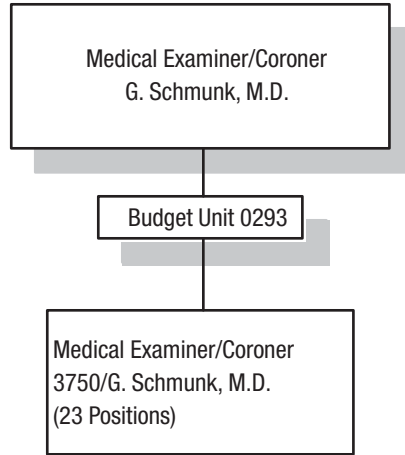 Medical Examiner/Coroner
G. Schmunk, M.D.
Budget Unit 0293
Medical Examiner/Coroner
3750/G. Schmunk, M.D.
(23 Positions)